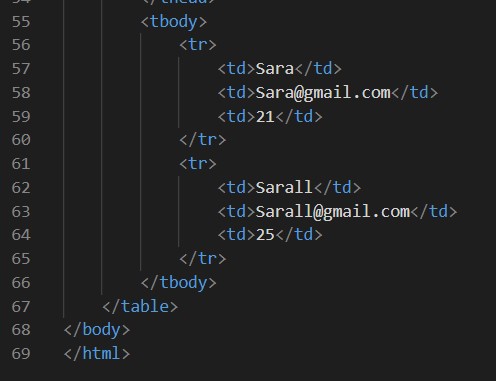 54 </thead>
55 <tbody>
56 <tr>
57 <td>Sara</td>
58 <td>Sara@gmail.com</td>
59 <td>21</td>
60 </tr>
61 <tr>
62 <td>Sarall</td>
63 <td>Sarall@gmail.com</td>
64 <td>25</td>
65 </tr>
66 </tbody>
67 </table>
68 </body>
69 </html>